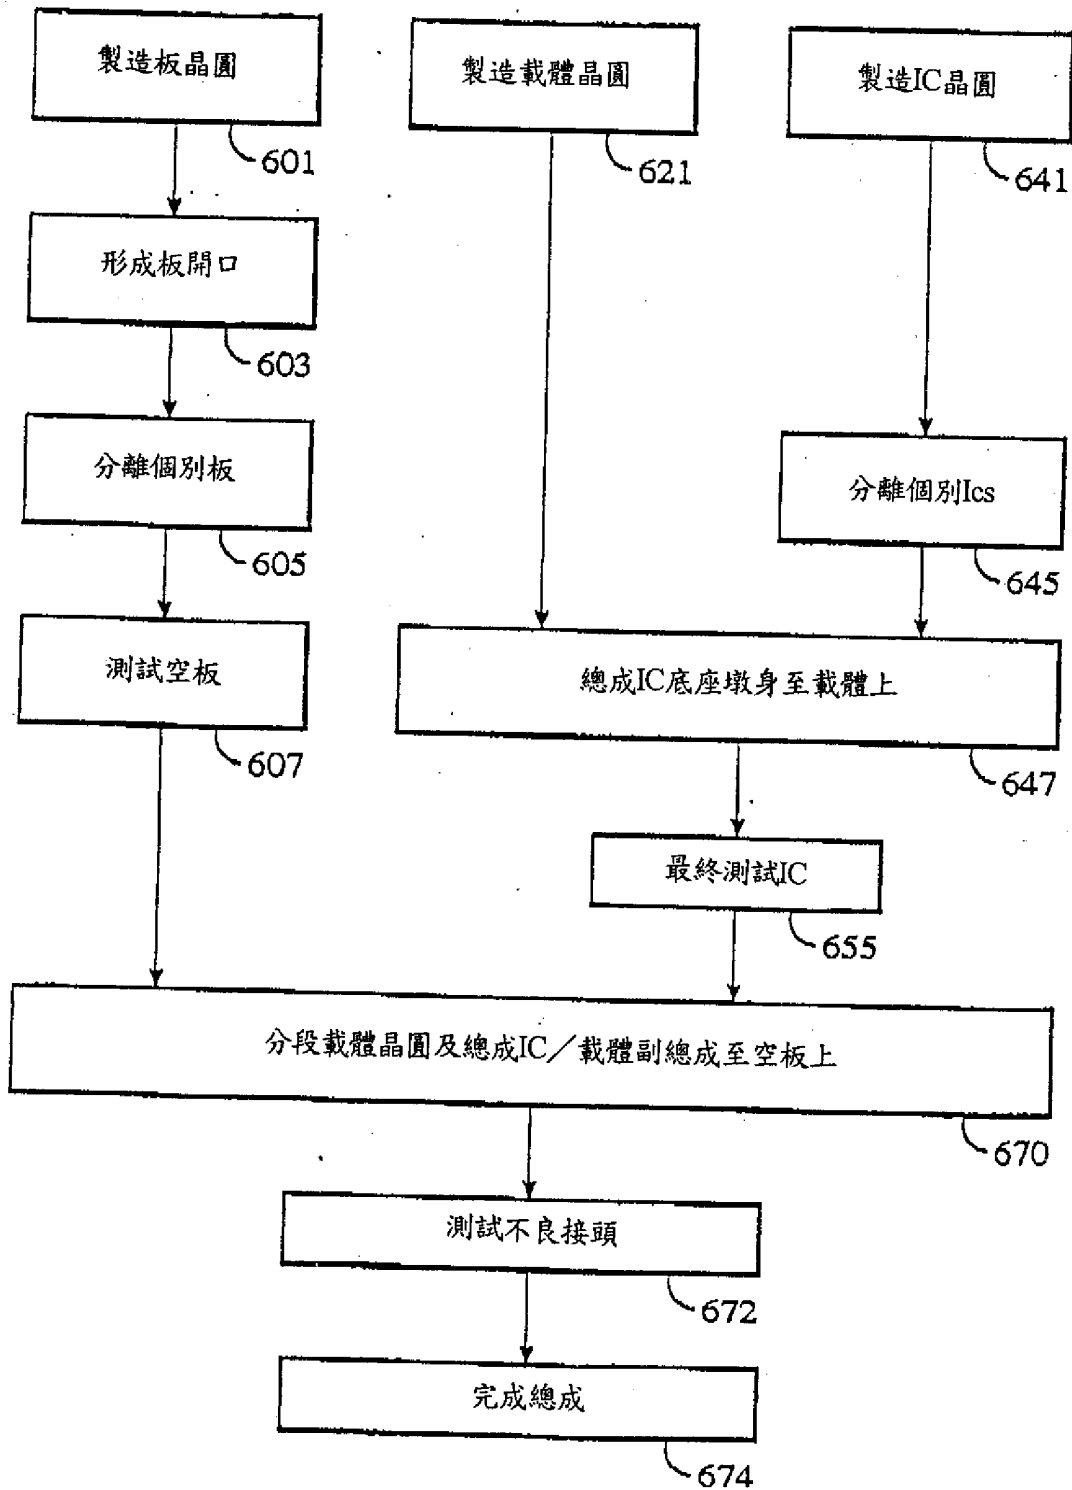 製造板晶圓
601
製造載體晶圓
621
製造IC晶圓
641
形成板開口
603
分離個別板
605
分離個別Ics
645
測試空板
607
總成IC底座墩身至載體上
647
最終測試IC
655
分段載體晶圓及總成IC／載體副總成至空板上
670
測試不良接頭
672
完成總成
674